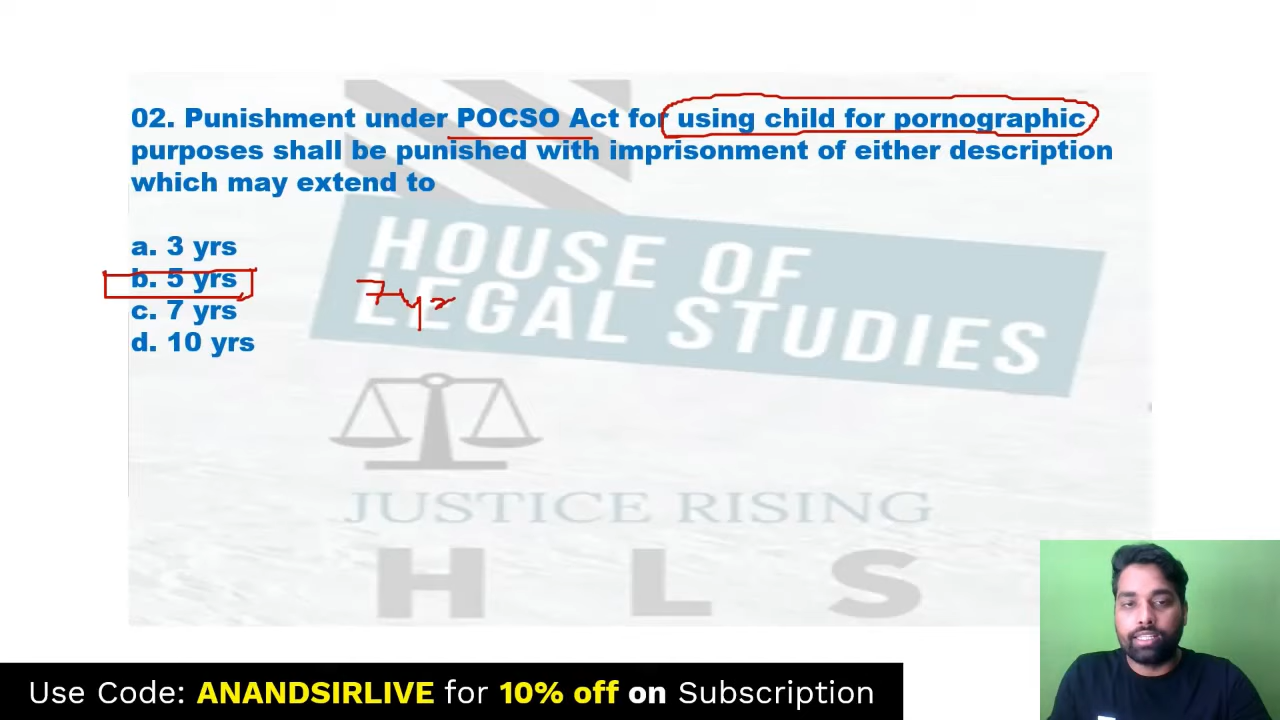 02. Punishment under POCSO Act for using child for pornographic
purposes shall be punished with imprisonment of either description
which may extend to
a. 3 yrs
b. 5 yrs
c. 7 yrs
d. 10 yrs
7 yr
HOUSE OF
LEGAL STUDIES
JUSTICE RISING
H L S
Use Code: ANANDSIRLIVE for 10% off on Subscription